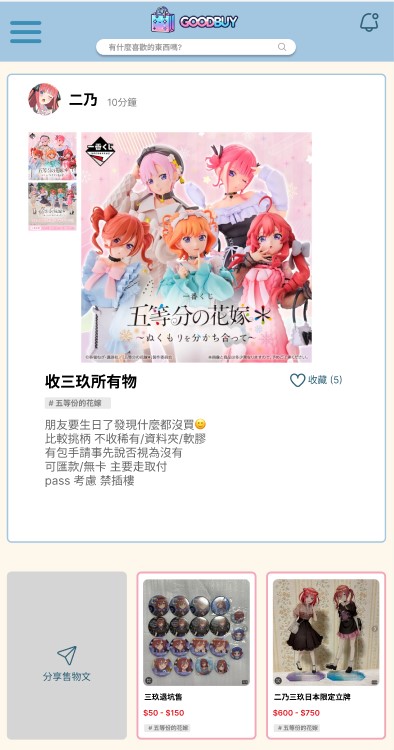 GOODBUY
有什麼喜歡的東西嗎?
二乃
10分鐘
一番くじ
一番くじ
五等分の花嫁*
〜ぬくもりを分かち合って〜
收三玖所有物
收藏 (5)
# 五等份的花嫁
朋友要生日了發現什麼都沒買
比較挑柄 不收稀有/資料夾/軟膠
有包手請事先說否視為沒有
可匯款/無卡 主要走取付
pass 考慮 禁插樓
分享售物文
三玖退坑售
$50 - $150
# 五等份的花嫁
二乃三玖日本限定立牌
$600 - $750
# 五等份的花嫁